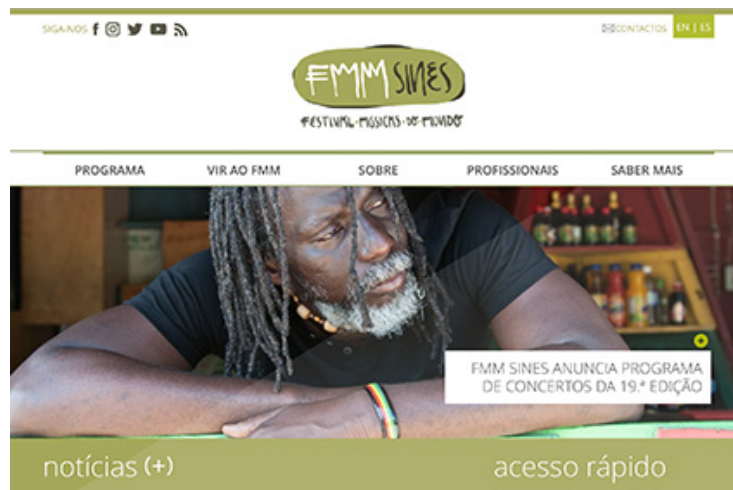 SIGA-NOS
CONTACTOS EN | ES
FMM SINES
FESTIVAL·MÚSICAS·DO·MUNDO
PROGRAMA VIR AO FMM SOBRE PROFISSIONAIS SABER MAIS
FMM SINES ANUNCIA PROGRAMA
DE CONCERTOS DA 19.ª EDIÇÃO
notícias (+) acesso rápido